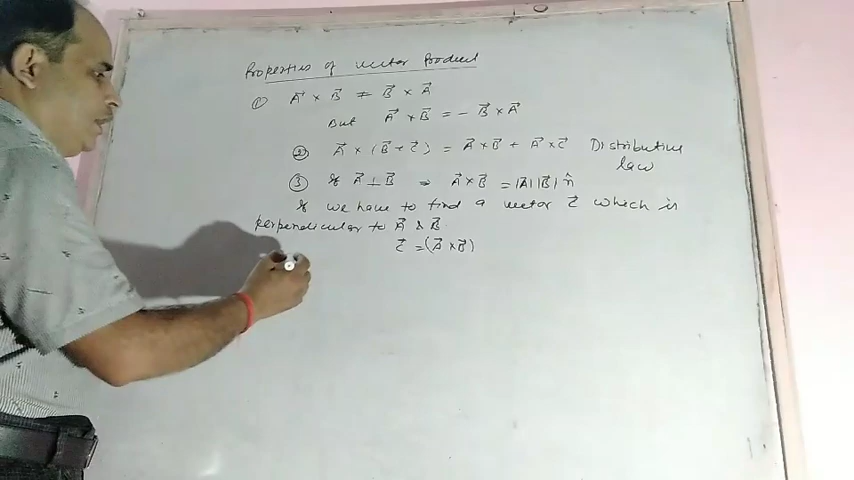 Properties of vector Product
① A⃗ × B⃗ ≠ B⃗ × A⃗
But A⃗ × B⃗ = - B⃗ × A⃗
② A⃗ × (B⃗ + C⃗) = A⃗ × B⃗ + A⃗ × C⃗ Distributive
law
③ If A⃗ ⊥ B⃗ ⇒ A⃗ × B⃗ = |A⃗| |B⃗| n̂
If we have to find a vector C⃗ which is
perpendicular to A⃗ & B⃗
C⃗ = (A⃗ × B⃗)